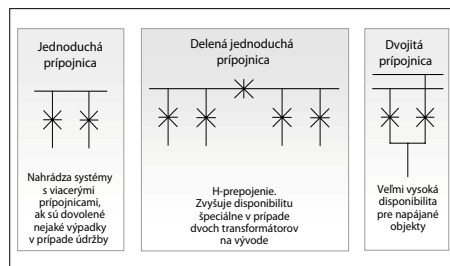 Jednoduchá
prípojnica
Nahrádza systémy
s viacerými
prípojnicami,
ak sú dovolené
nejaké výpadky
v prípade údržby
Delená jednoduchá
prípojnica
H-prepojenie.
Zvyšuje disponibilitu
špeciálne v prípade
dvoch transformátorov
na vývode
Dvojitá
prípojnica
Veľmi vysoká
disponibilita
pre napájané
objekty